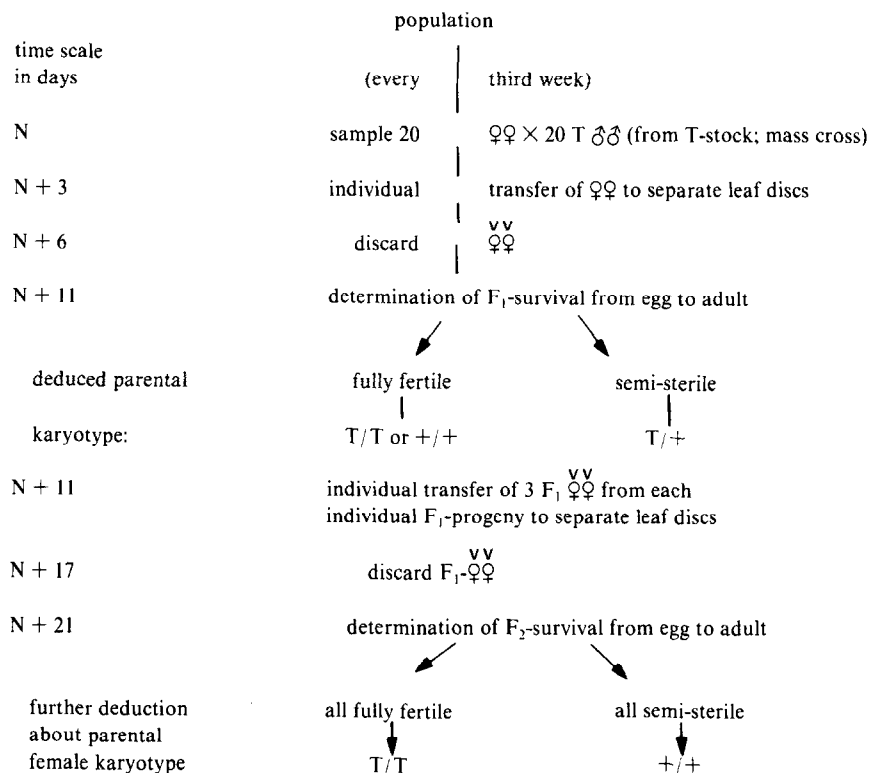 population
time scale
in days (every third week)
N sample 20 ♀♀ × 20 T ♂♂ (from T-stock; mass cross)
N + 3 individual transfer of ♀♀ to separate leaf discs
v v
N + 6 discard ♀♀
N + 11 determination of F₁-survival from egg to adult
deduced parental fully fertile semi-sterile
karyotype: T/T or +/+ T/+
v v
N + 11 individual transfer of 3 F₁ ♀♀ from each
individual F₁-progeny to separate leaf discs
v v
N + 17 discard F₁-♀♀
N + 21 determination of F₂-survival from egg to adult
further deduction all fully fertile all semi-sterile
about parental
female karyotype T/T +/+